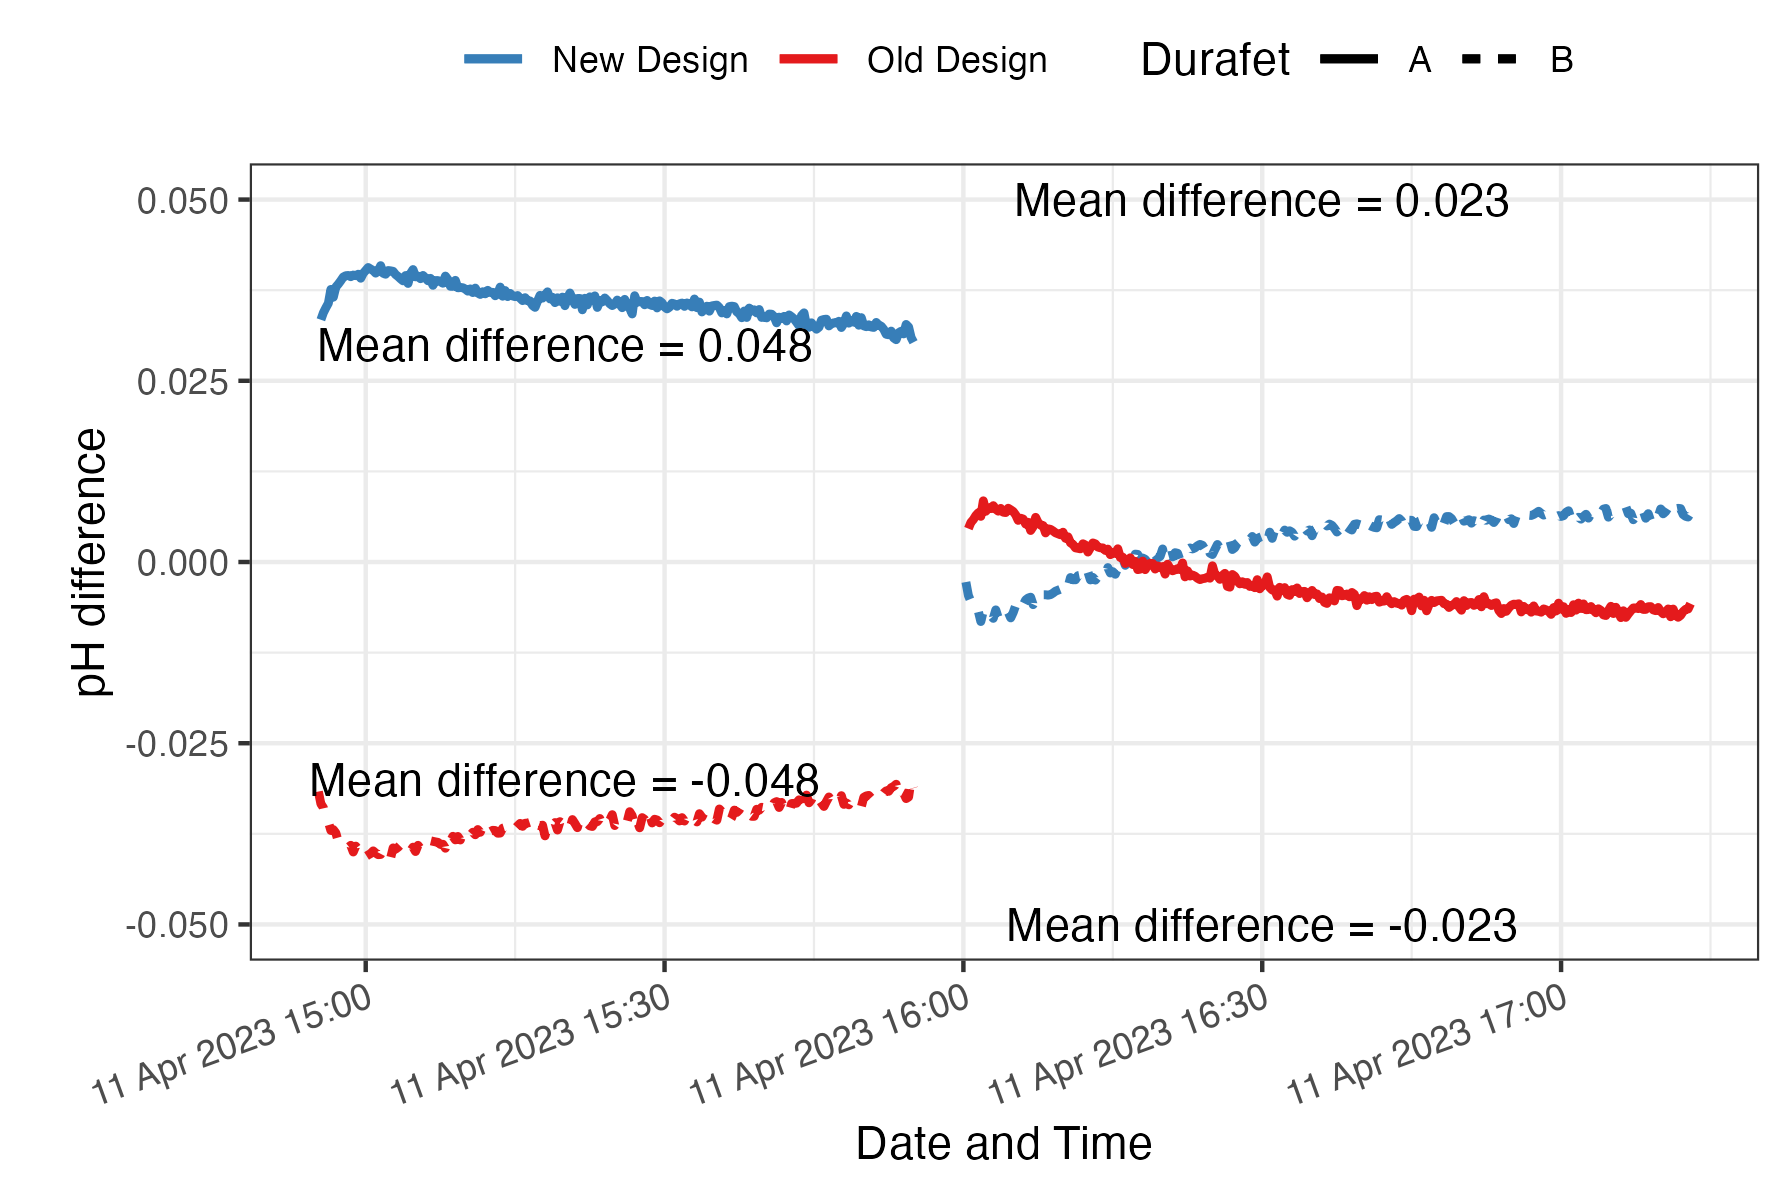 New Design Old Design Durafet A B
Mean difference = 0.023
Mean difference = 0.048
Mean difference = -0.048
Mean difference = -0.023
pH difference
0.050
0.025
0.000
-0.025
-0.050
11 Apr 2023 15:00
11 Apr 2023 15:30
11 Apr 2023 16:00
11 Apr 2023 16:30
11 Apr 2023 17:00
Date and Time